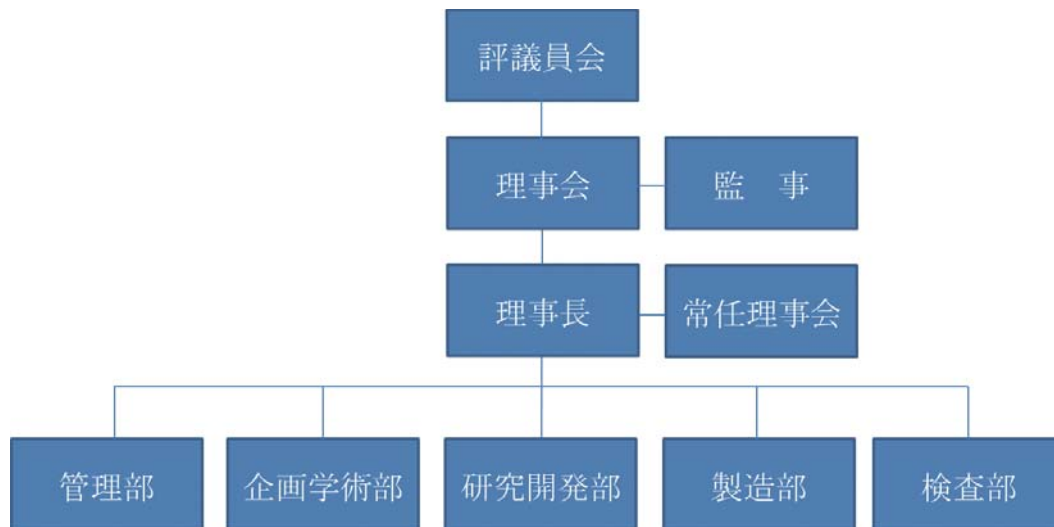 評議員会
理事会
監　事
理事長
常任理事会
管理部
企画学術部
研究開発部
製造部
検査部